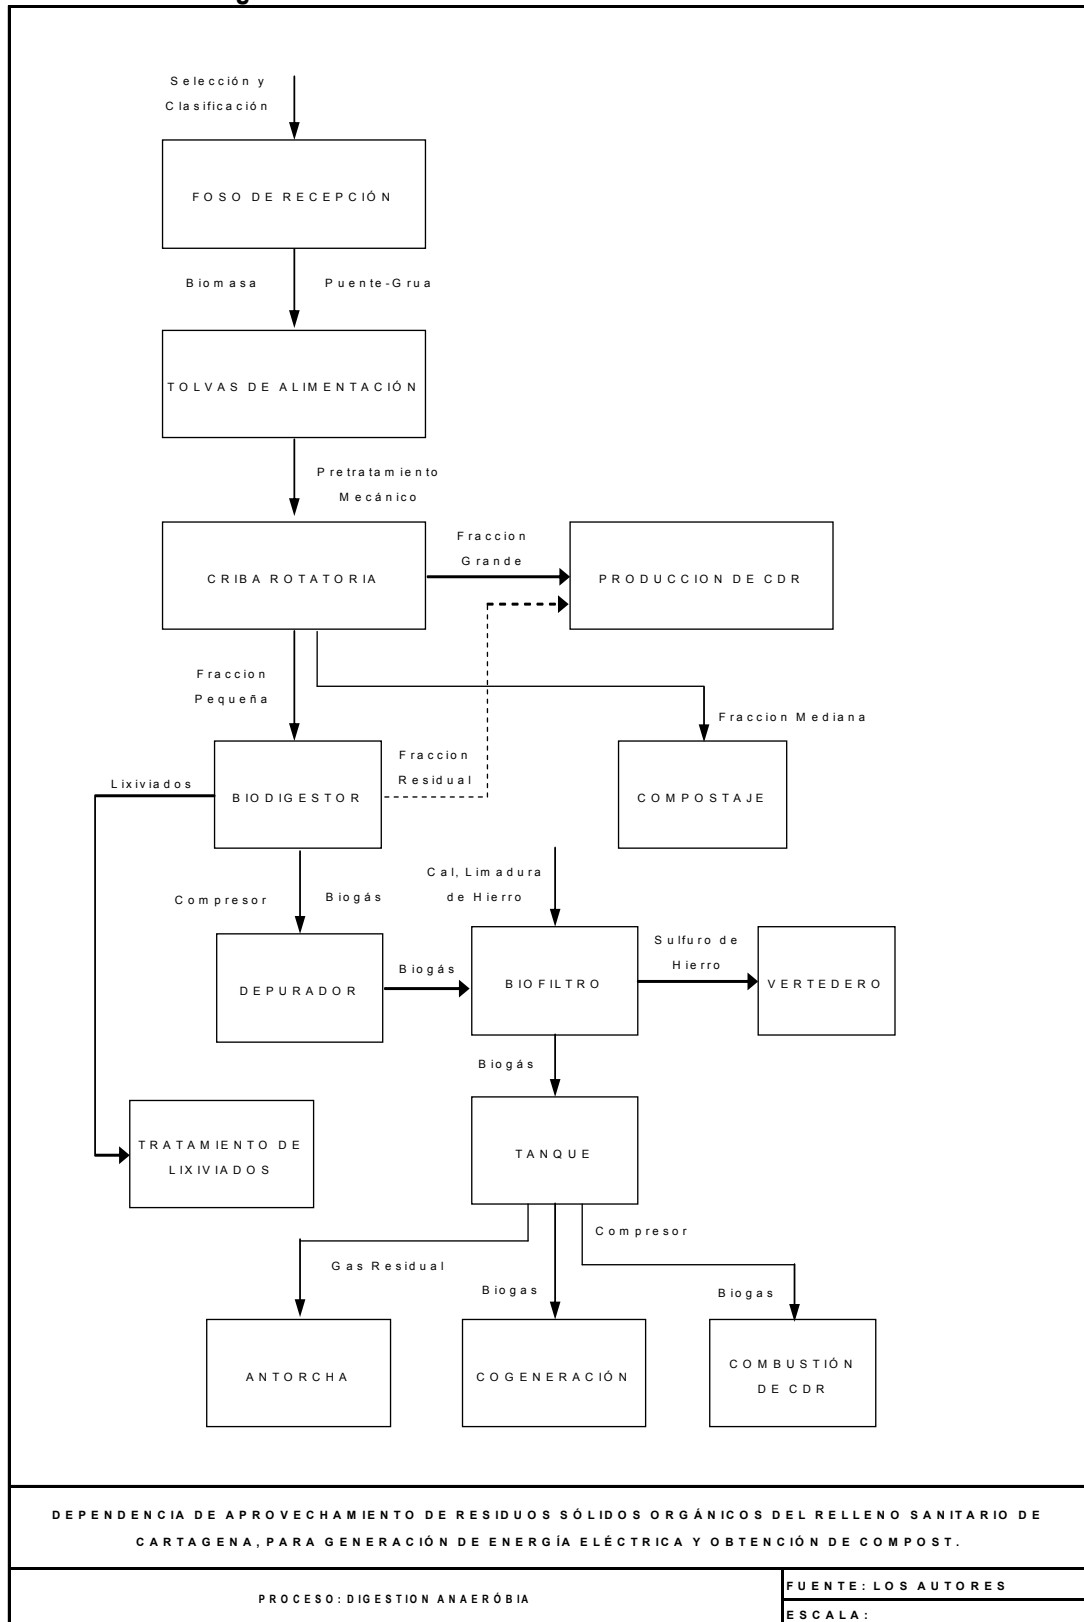 Selección y
Clasificación
FOSO DE RECEPCIÓN
Biomasa
Puente-Grua
TOLVAS DE ALIMENTACIÓN
Pretratamiento
Mecánico
CRIBA ROTATORIA
Fraccion
Grande
PRODUCCION DE CDR
Fraccion
Pequeña
Fraccion Mediana
Lixiviados
BIODIGESTOR
Fraccion
Residual
COMPOSTAJE
Compresor
Biogás
Cal, Limadura
de Hierro
DEPURADOR
Biogás
BIOFILTRO
Sulfuro de
Hierro
VERTEDERO
Biogás
TRATAMIENTO DE
LIXIVIADOS
TANQUE
Compresor
Gas Residual
Biogas
Biogas
ANTORCHA
COGENERACIÓN
COMBUSTIÓN
DE CDR
DEPENDENCIA DE APROVECHAMIENTO DE RESIDUOS SÓLIDOS ORGÁNICOS DEL RELLENO SANITARIO DE
CARTAGENA, PARA GENERACIÓN DE ENERGÍA ELÉCTRICA Y OBTENCIÓN DE COMPOST.
PROCESO: DIGESTION ANAERÓBIA
FUENTE: LOS AUTORES
ESCALA: